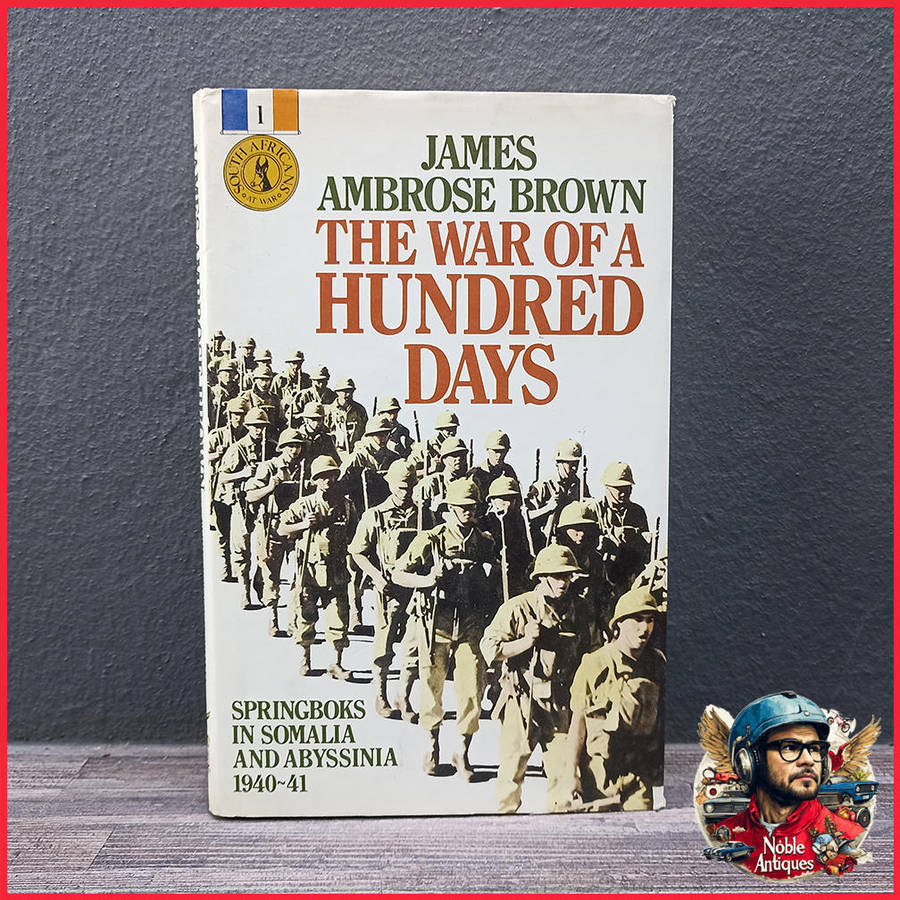 1
SOUTH AFRICANS
AT WAR
JAMES
AMBROSE BROWN
THE WAR OF A
HUNDRED
DAYS
SPRINGBOKS
IN SOMALIA
AND ABYSSINIA
1940~41
Noble
Antiques